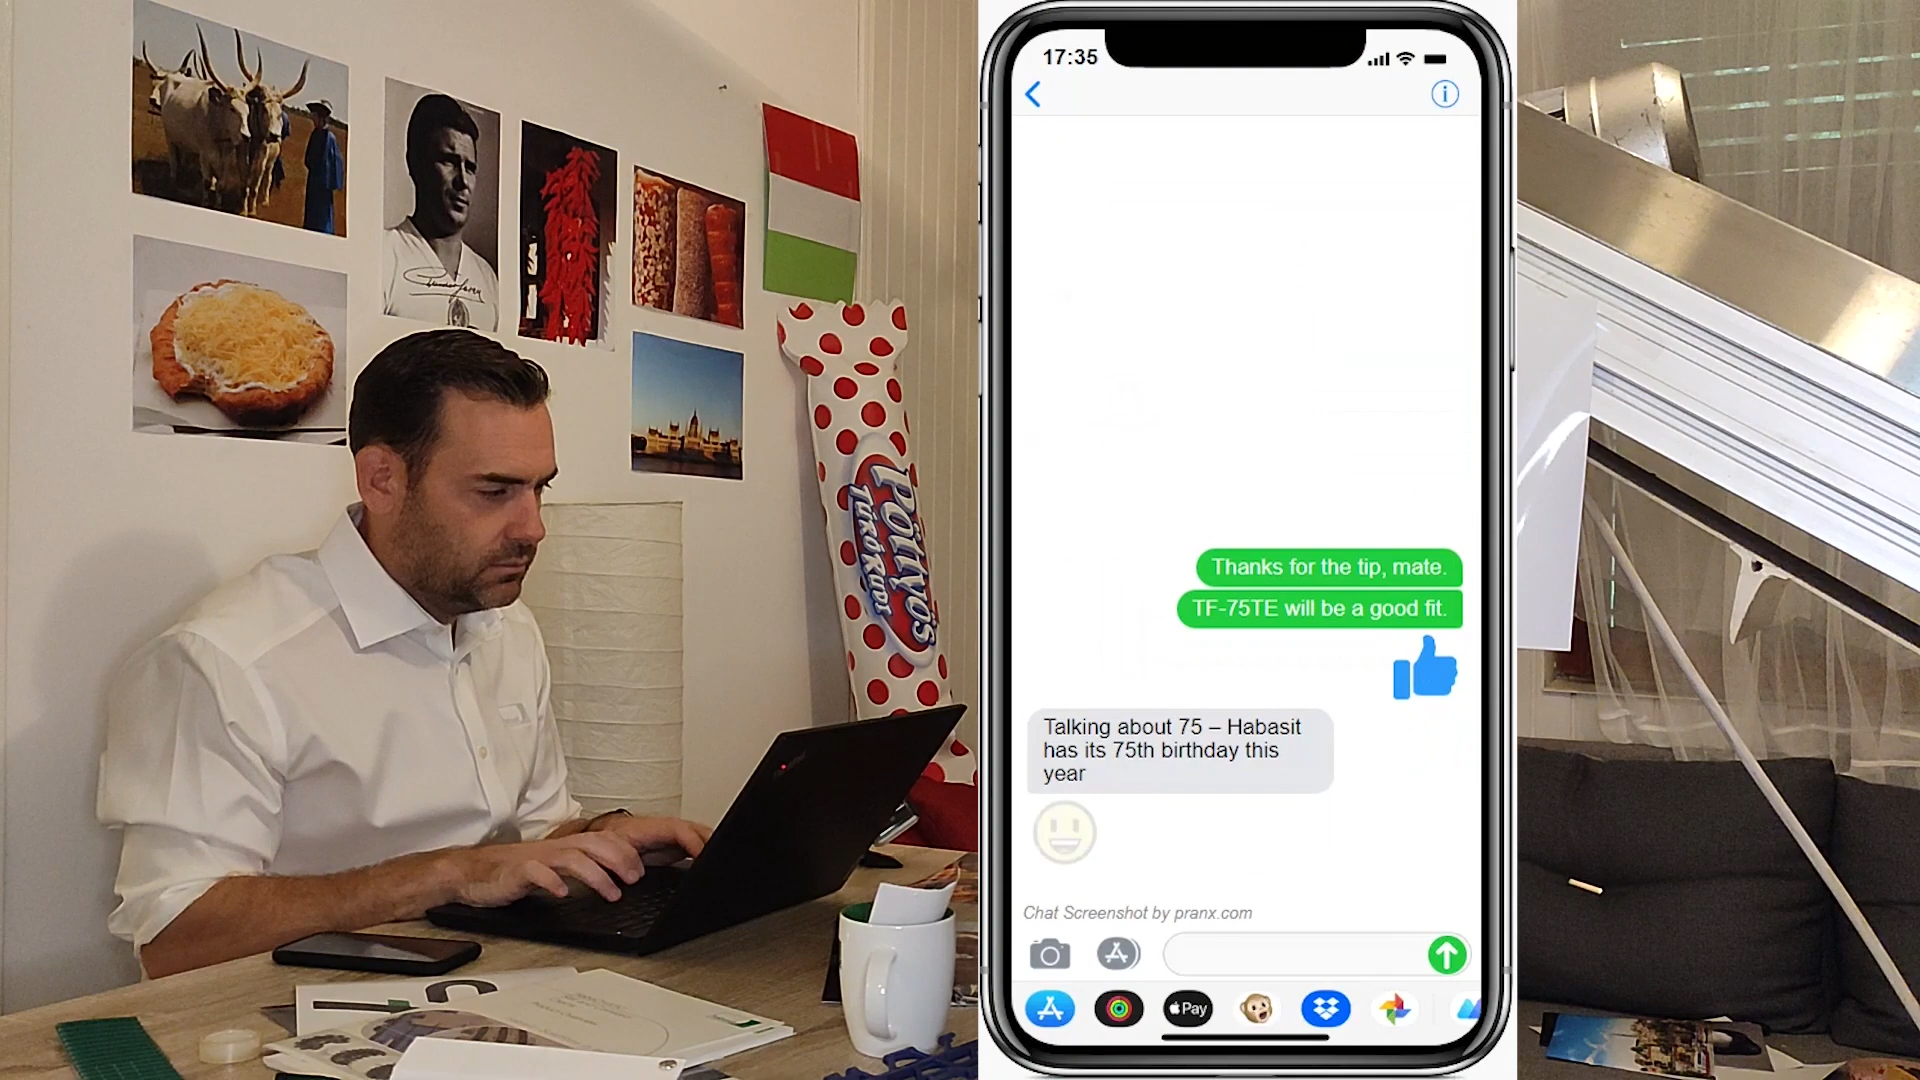 Pöttyös
Túró Rudi
17:35
Thanks for the tip, mate.
TF-75TE will be a good fit.
Talking about 75 – Habasit
has its 75th birthday this
year
Chat Screenshot by pranx.com
Pay